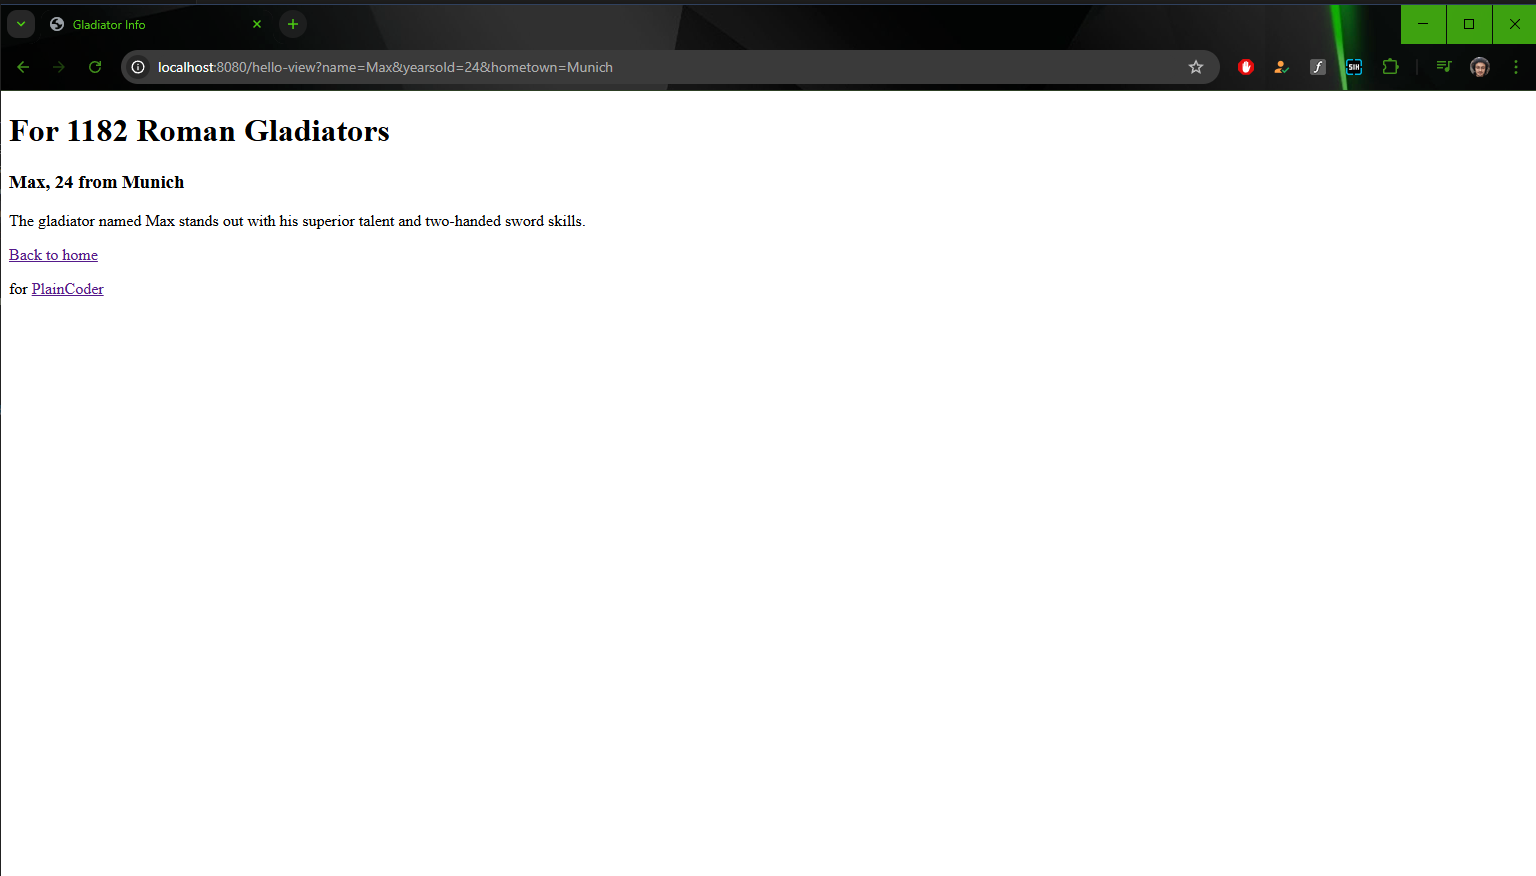 Gladiator Info
localhost:8080/hello-view?name=Max&yearsold=24&hometown=Munich
SIH
For 1182 Roman Gladiators
Max, 24 from Munich
The gladiator named Max stands out with his superior talent and two-handed sword skills.
Back to home
for PlainCoder